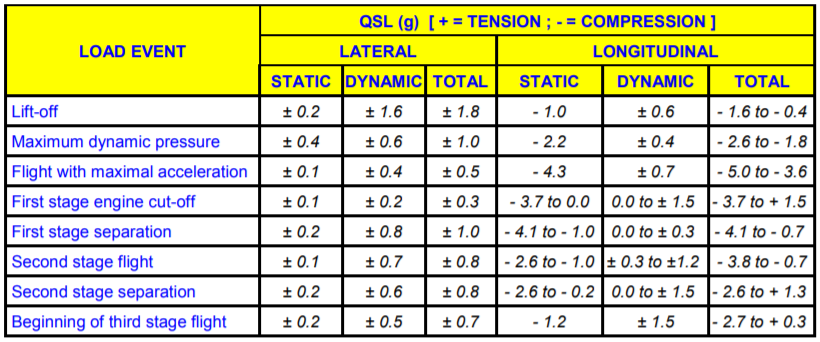 LOAD EVENT QSL (g) [ + = TENSION ; - = COMPRESSION ]
LATERAL LONGITUDINAL
STATIC DYNAMIC TOTAL STATIC DYNAMIC TOTAL
Lift-off ± 0.2 ± 1.6 ± 1.8 - 1.0 ± 0.6 - 1.6 to - 0.4
Maximum dynamic pressure ± 0.4 ± 0.6 ± 1.0 - 2.2 ± 0.4 - 2.6 to - 1.8
Flight with maximal acceleration ± 0.1 ± 0.4 ± 0.5 - 4.3 ± 0.7 - 5.0 to - 3.6
First stage engine cut-off ± 0.1 ± 0.2 ± 0.3 - 3.7 to 0.0 0.0 to ± 1.5 - 3.7 to + 1.5
First stage separation ± 0.2 ± 0.8 ± 1.0 - 4.1 to - 1.0 0.0 to ± 0.3 - 4.1 to - 0.7
Second stage flight ± 0.1 ± 0.7 ± 0.8 - 2.6 to - 1.0 ± 0.3 to ±1.2 - 3.8 to - 0.7
Second stage separation ± 0.2 ± 0.6 ± 0.8 - 2.6 to - 0.2 0.0 to ± 1.5 - 2.6 to + 1.3
Beginning of third stage flight ± 0.2 ± 0.5 ± 0.7 - 1.2 ± 1.5 - 2.7 to + 0.3